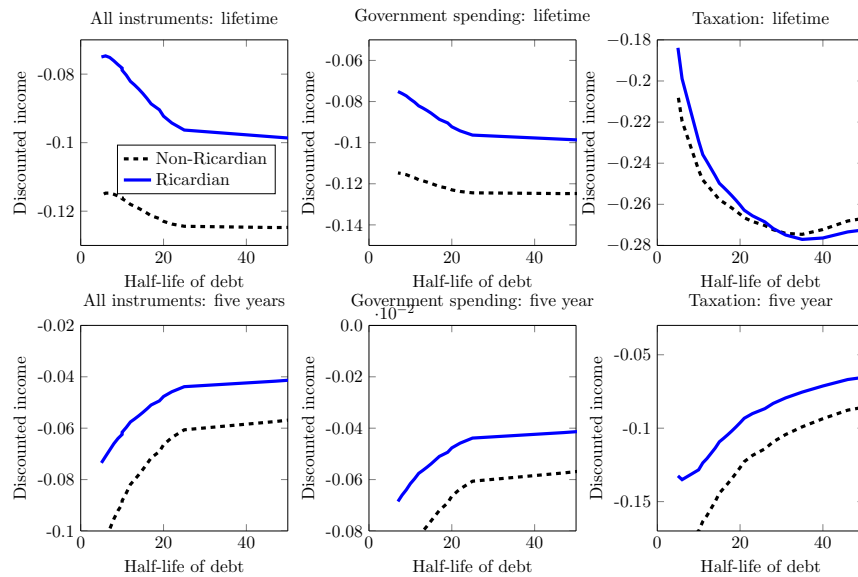 All instruments: lifetime
-0.08
-0.1
-0.12
0
20
40
Discounted income
Half-life of debt
Non-Ricardian
Ricardian
Government spending: lifetime
-0.04
-0.06
-0.08
-0.1
-0.12
-0.14
0
20
40
Discounted income
Half-life of debt
Taxation: lifetime
−0.18
−0.2
−0.22
−0.24
−0.26
−0.28
0
20
40
Discounted income
Half-life of debt
All instruments: five years
-0.02
-0.04
-0.06
-0.08
-0.1
0
20
40
Discounted income
Half-life of debt
Government spending: five year
·10⁻²
0.0
-0.02
-0.04
-0.06
-0.08
0
20
40
Discounted income
Half-life of debt
Taxation: five year
-0.05
-0.1
-0.15
0
20
40
Discounted income
Half-life of debt